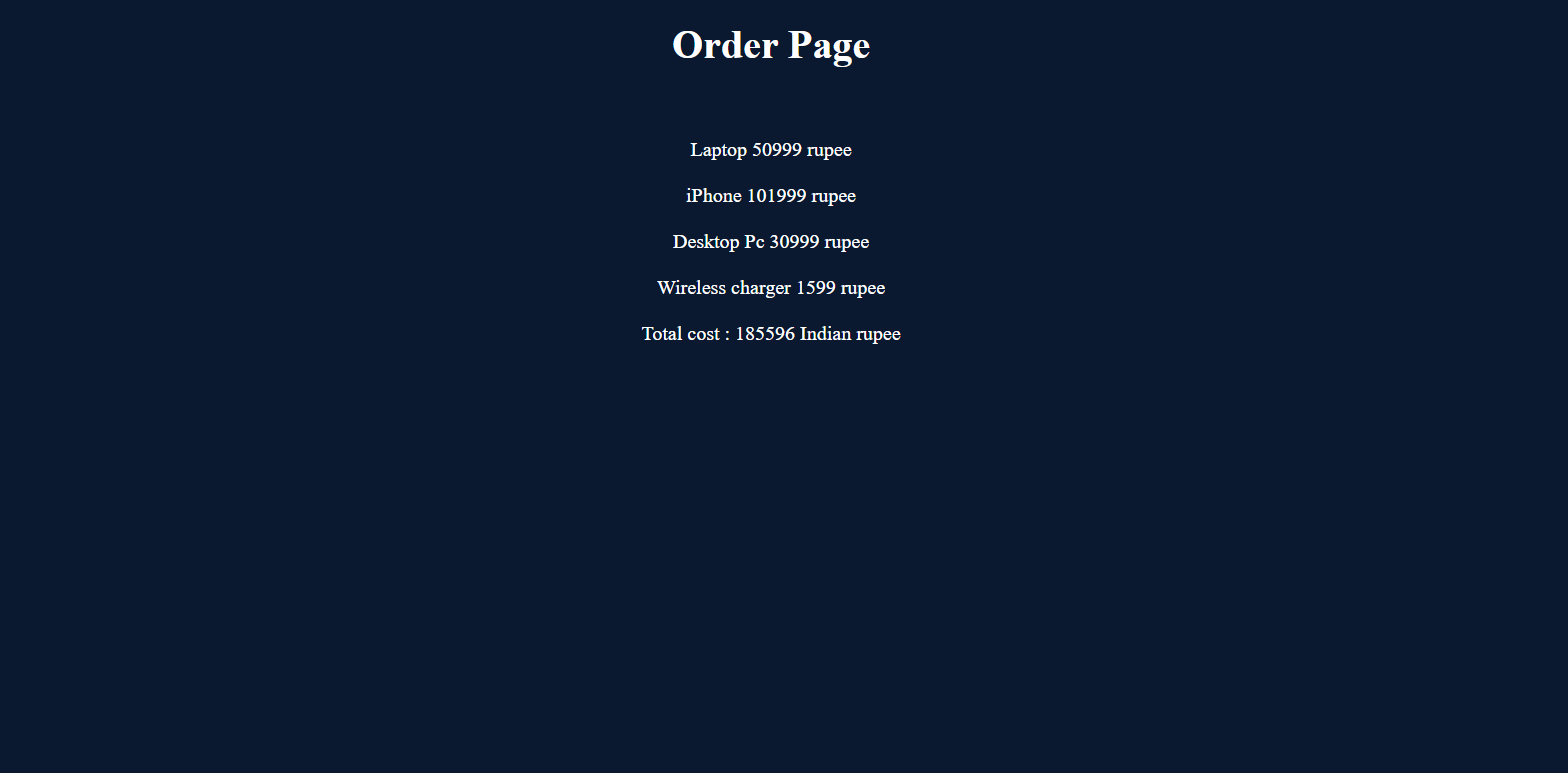 Order Page
Laptop 50999 rupee
iPhone 101999 rupee
Desktop Pc 30999 rupee
Wireless charger 1599 rupee
Total cost : 185596 Indian rupee